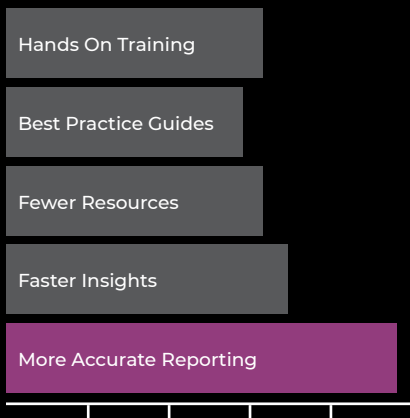 Hands On Training
Best Practice Guides
Fewer Resources
Faster Insights
More Accurate Reporting